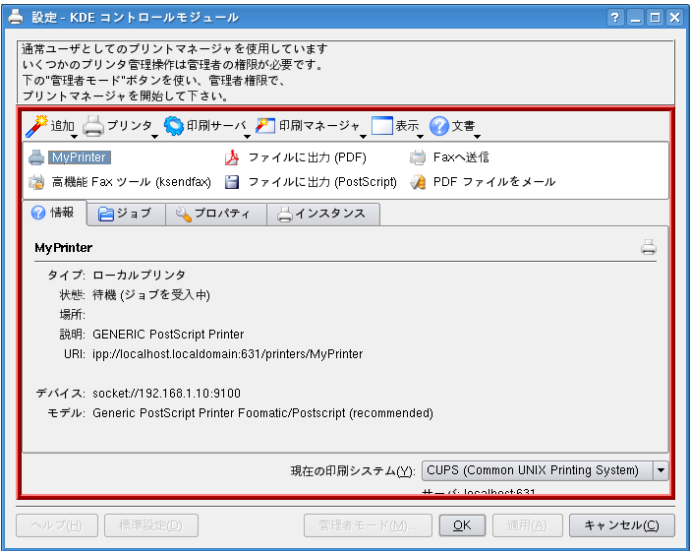 設定 - KDE コントロールモジュール
通常ユーザとしてのプリントマネージャを使用しています
いくつかのプリンタ管理操作は管理者の権限が必要です。
下の"管理者モード"ボタンを使い、管理者権限で、
プリントマネージャを開始して下さい。
追加 プリンタ 印刷サーバ 印刷マネージャ 表示 文書
MyPrinter ファイルに出力 (PDF) Faxへ送信
高機能 Fax ツール (ksendfax) ファイルに出力 (PostScript) PDF ファイルをメール
情報 ジョブ プロパティ インスタンス
MyPrinter
タイプ: ローカルプリンタ
状態: 待機 (ジョブを受入中)
場所:
説明: GENERIC PostScript Printer
URI: ipp://localhost.localdomain:631/printers/MyPrinter
デバイス: socket://192.168.1.10:9100
モデル: Generic PostScript Printer Foomatic/Postscript (recommended)
現在の印刷システム(Y): CUPS (Common UNIX Printing System)
サーバ: localhost:631
ヘルプ(H) 標準設定(D) 管理者モード(M)... OK 適用(A) キャンセル(C)